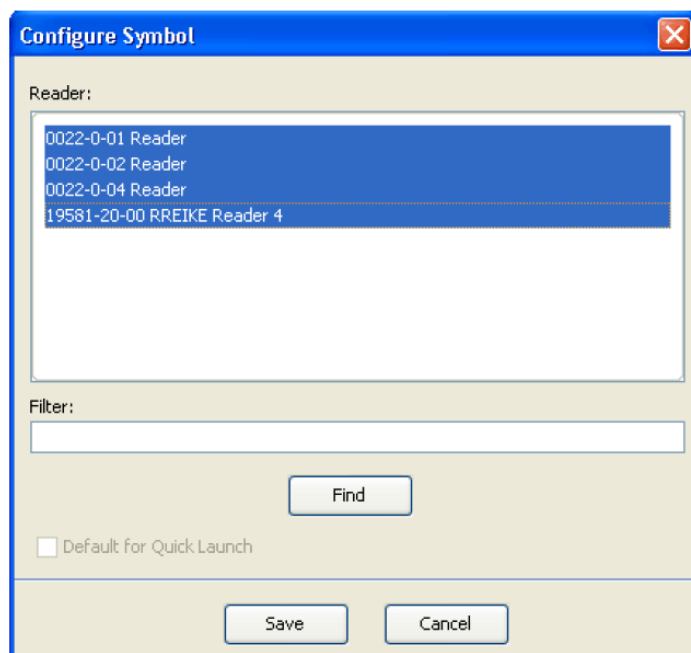 Configure Symbol
Reader:
0022-0-01 Reader
0022-0-02 Reader
0022-0-04 Reader
19581-20-00 RREIKE Reader 4
Filter:
Find
Default for Quick Launch
Save
Cancel